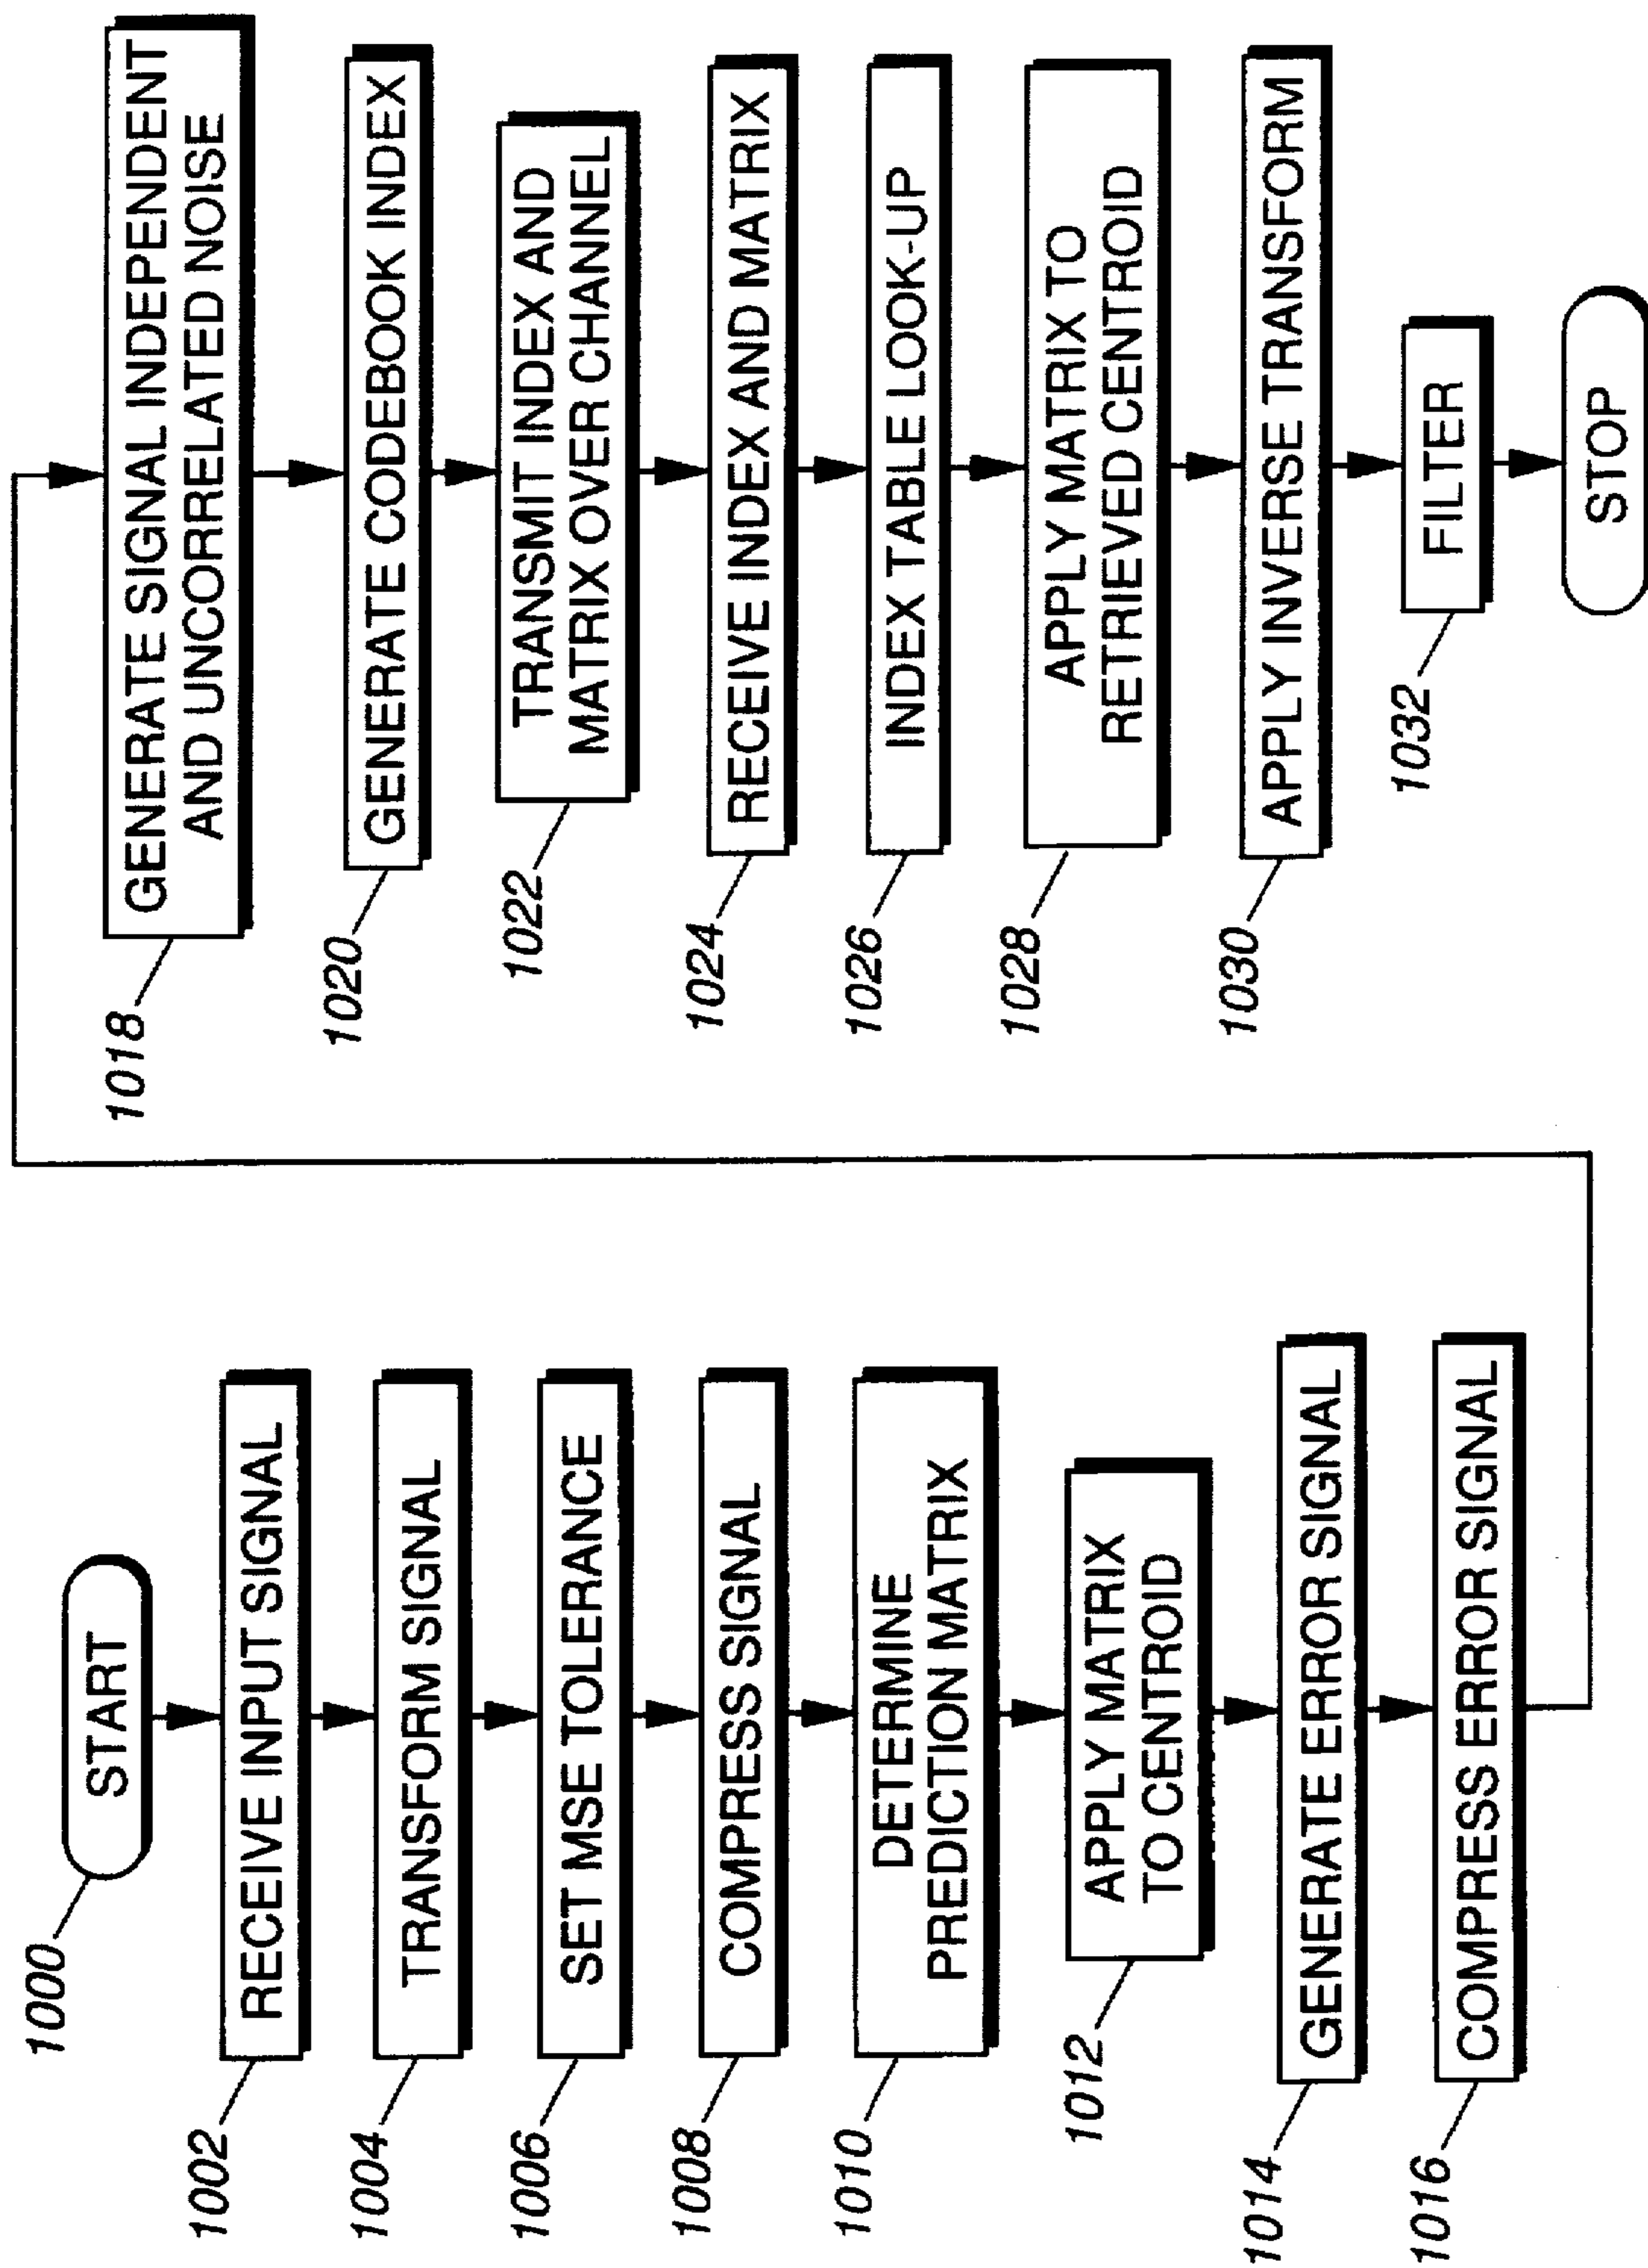 START
1000
RECEIVE INPUT SIGNAL
1002
TRANSFORM SIGNAL
1004
SET MSE TOLERANCE
1006
COMPRESS SIGNAL
1008
DETERMINE
PREDICTION MATRIX
1010
APPLY MATRIX
TO CENTROID
1012
GENERATE ERROR SIGNAL
1014
COMPRESS ERROR SIGNAL
1016
GENERATE SIGNAL INDEPENDENT
AND UNCORRELATED NOISE
1018
GENERATE CODEBOOK INDEX
1020
TRANSMIT INDEX AND
MATRIX OVER CHANNEL
1022
RECEIVE INDEX AND MATRIX
1024
INDEX TABLE LOOK-UP
1026
APPLY MATRIX TO
RETRIEVED CENTROID
1028
APPLY INVERSE TRANSFORM
1030
FILTER
1032
STOP